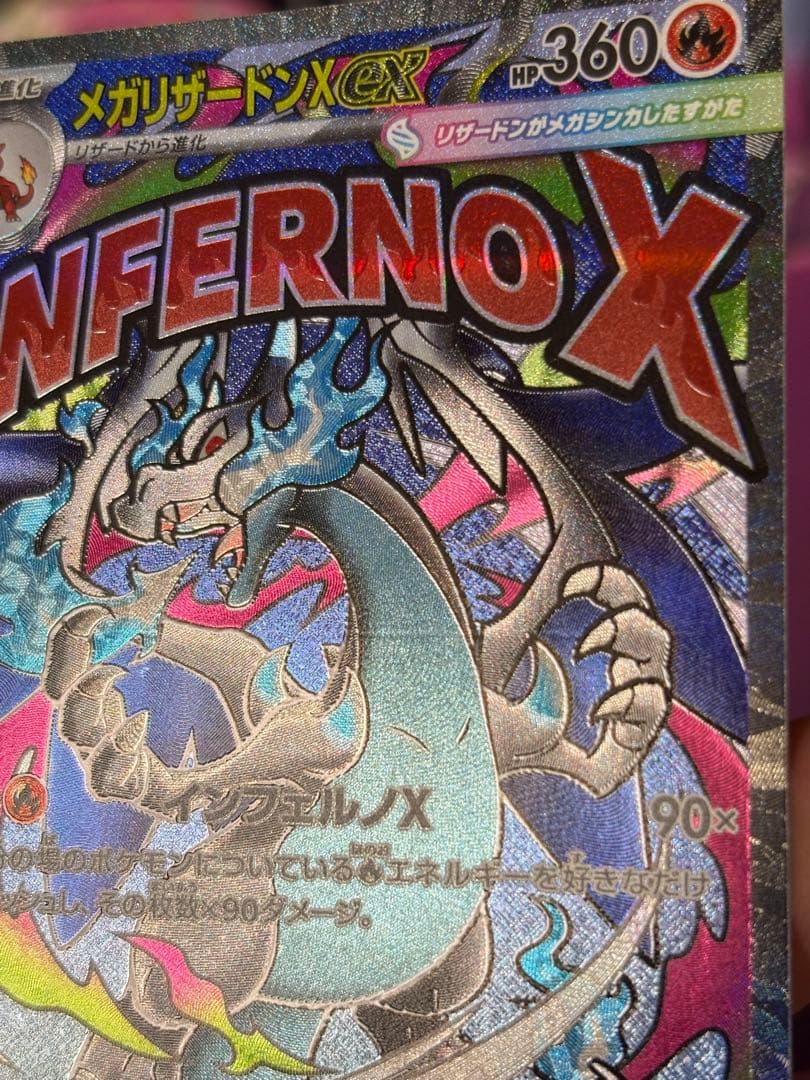 進化
メガリザードンXex
HP360
リザードから進化
リザードンがメガシンカしたすがた
NFERNO X
インフェルノX
90×
の場のポケモンについているエネルギーを好きなだけ
ッシュし、その枚数×90ダメージ。